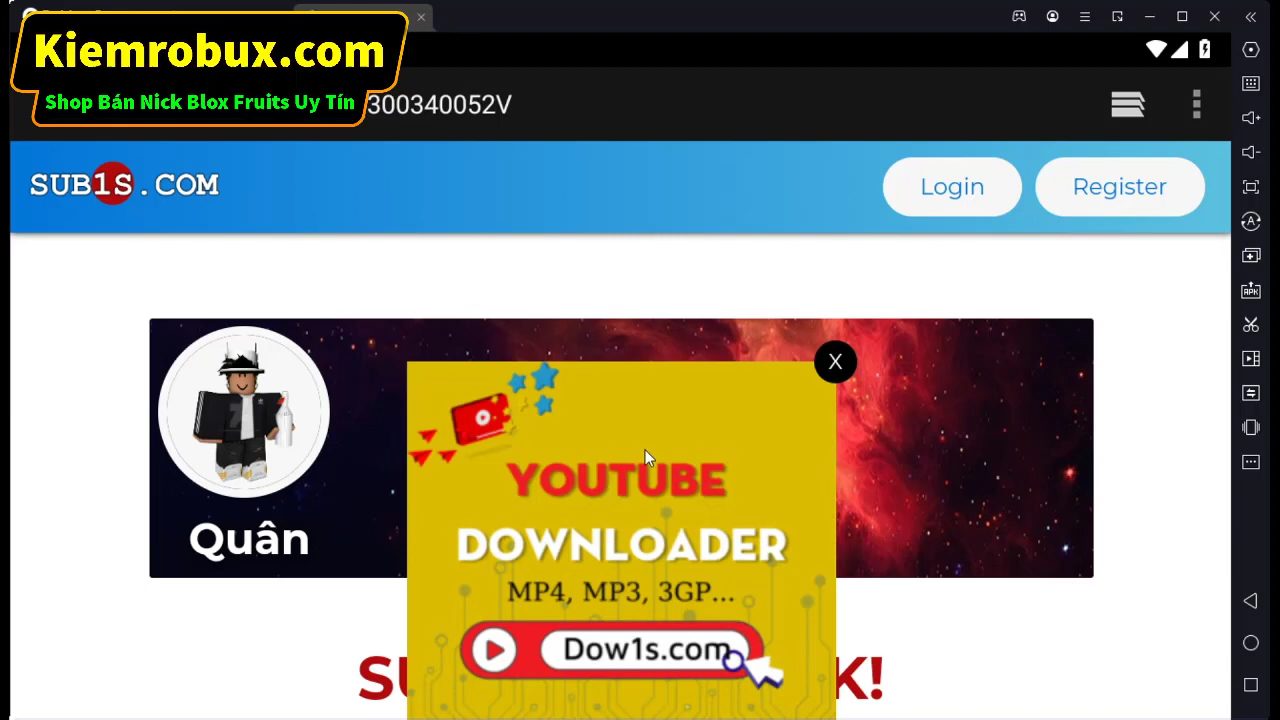 Kiemrobux.com
Shop Bán Nick Blox Fruits Uy Tín
300340052V
SUB1S.COM
Login
Register
X
Quân
YOUTUBE
DOWNLOADER
MP4, MP3, 3GP...
Dow1s.com